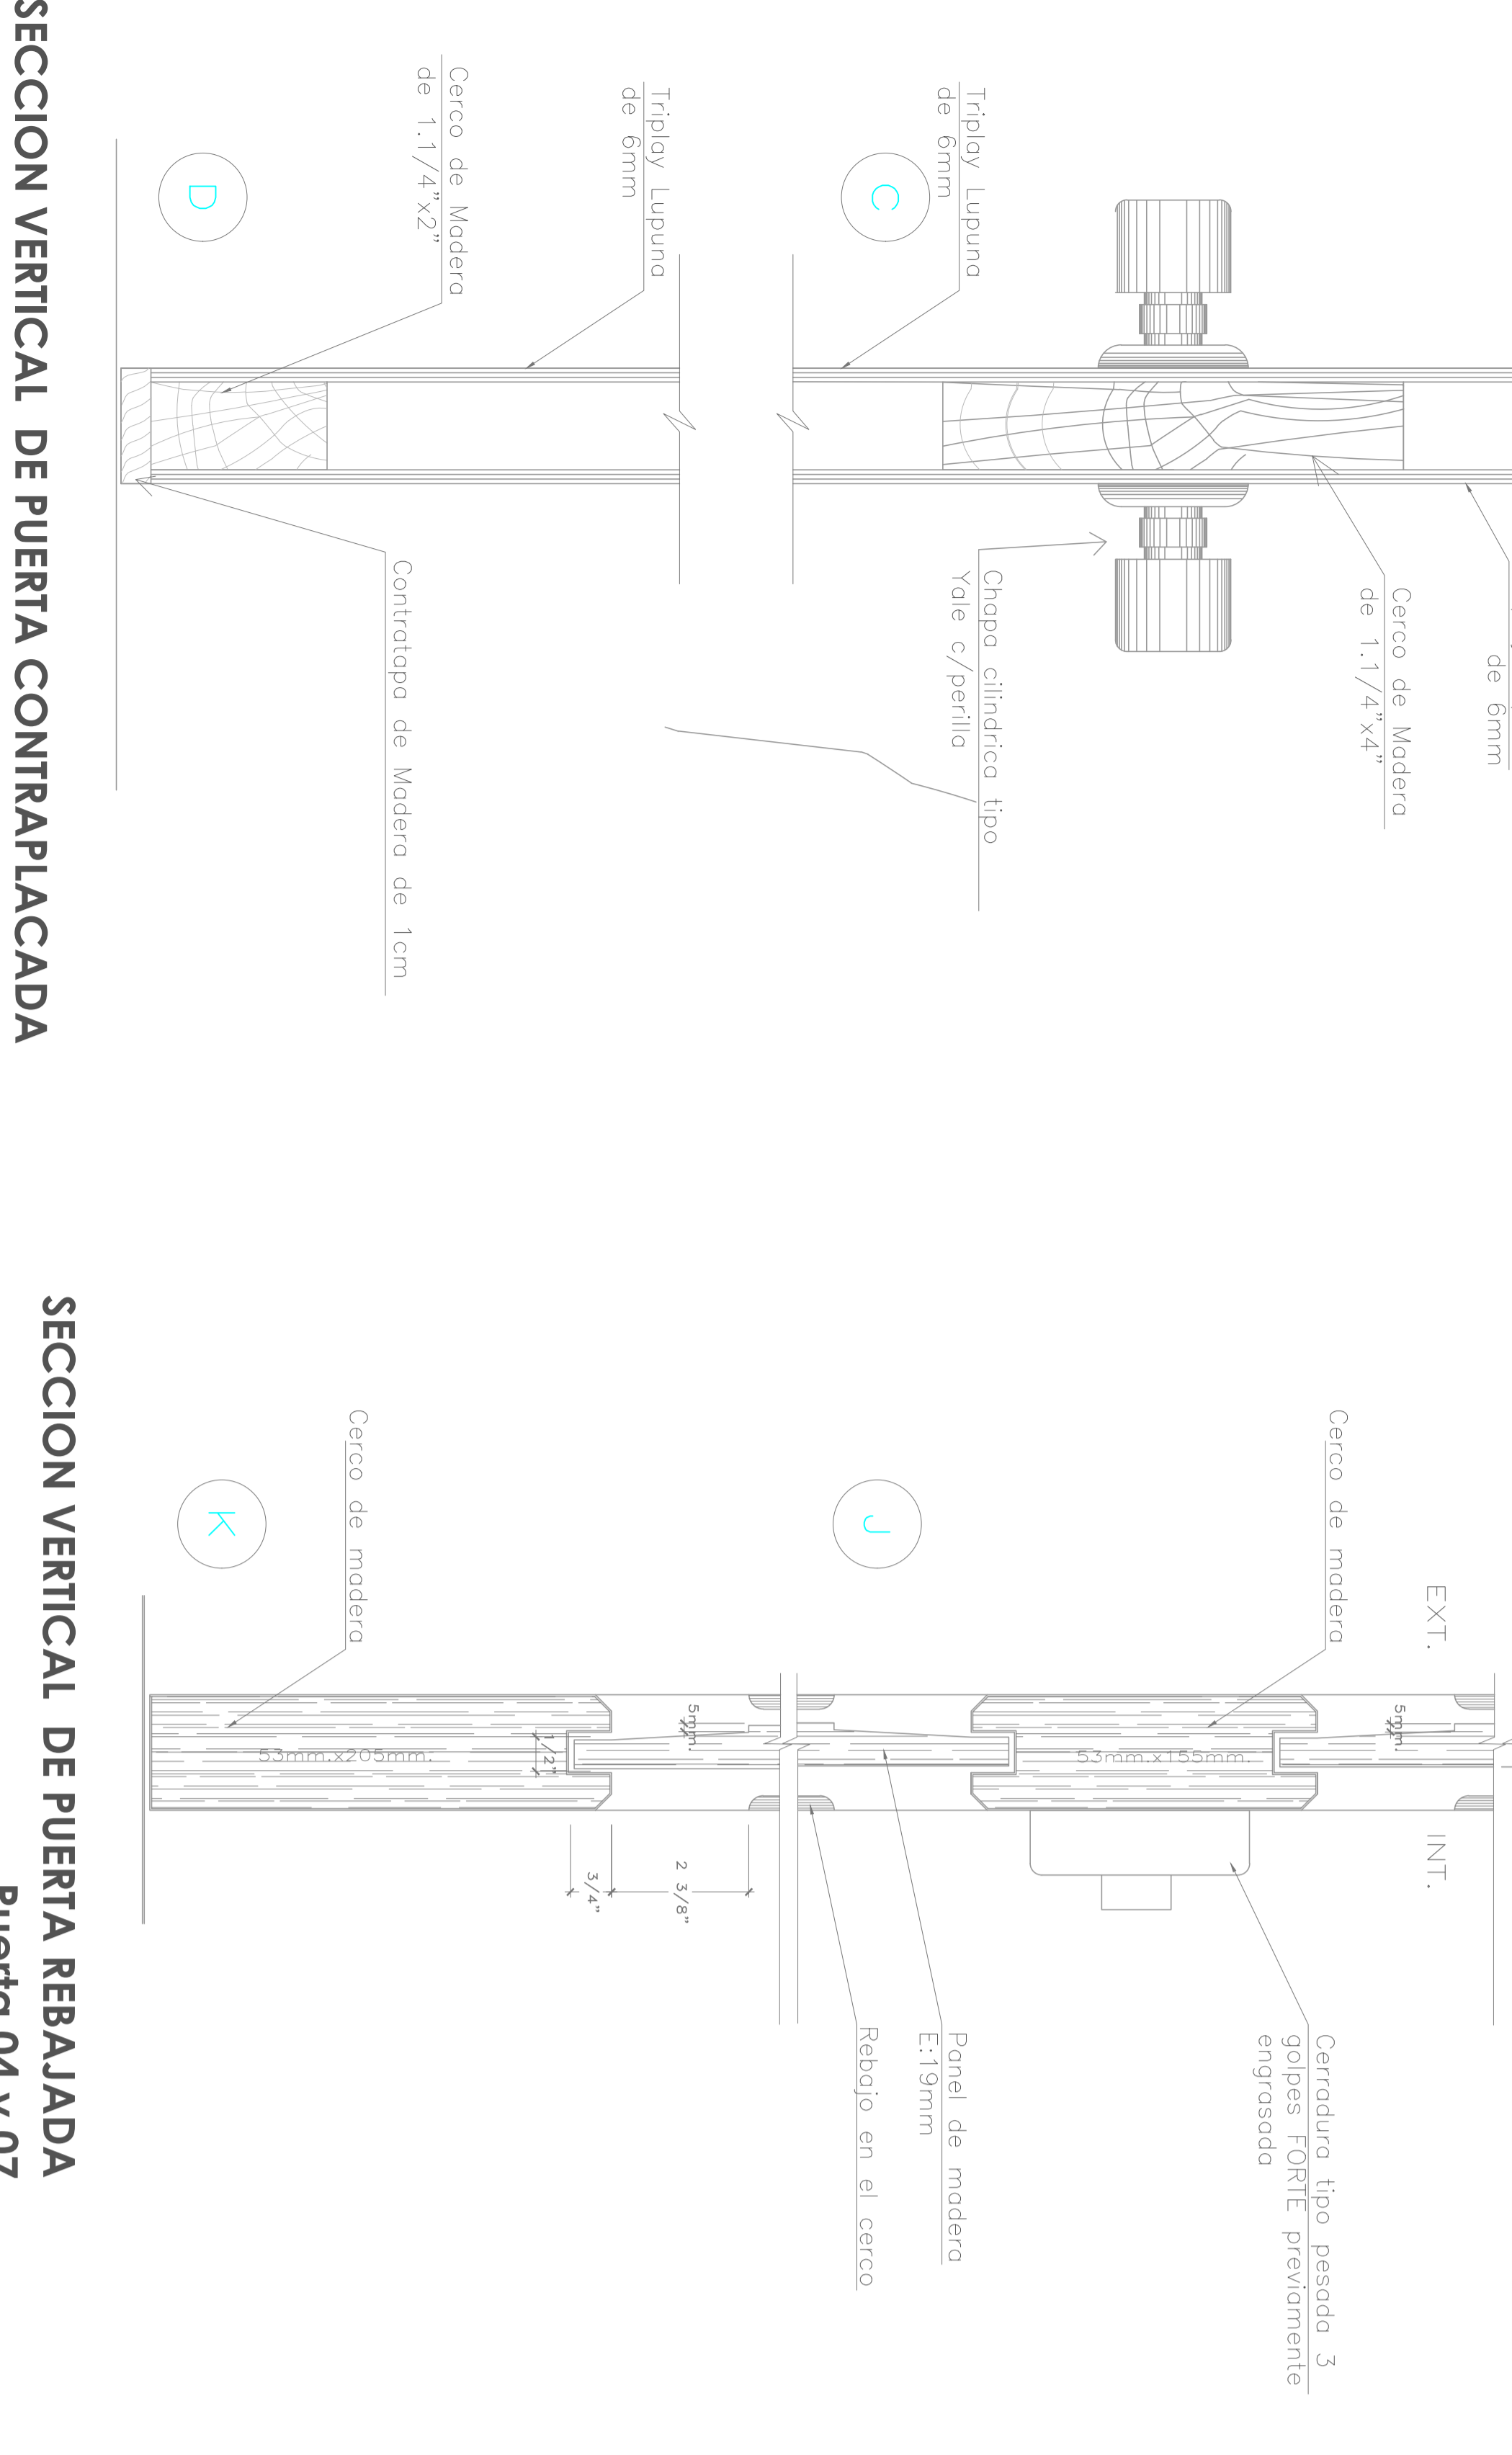 de 6mm
Cerco de Madera
de 1.1/4"x4"
Triplay Lupuna
de 6mm
C
Chapa cilindrica tipo
Yale c/perilla
Triplay Lupuna
de 6mm
Cerco de Madera
de 1.1/4"x2"
D
Contratapa de Madera de 1cm
SECCION VERTICAL DE PUERTA CONTRAPLACADA
EXT.
INT.
5mm.
Cerco de madera
53mm.x155mm.
Cerradura tipo pesada 3
golpes FORTE previamente
engrasada
J
Panel de madera
E:19mm
Rebajo en el cerco
5mm.
2 3/8"
3/4"
1/2"
53mm.x205mm.
Cerco de madera
K
SECCION VERTICAL DE PUERTA REBAJADA
Puerta 04 y 07